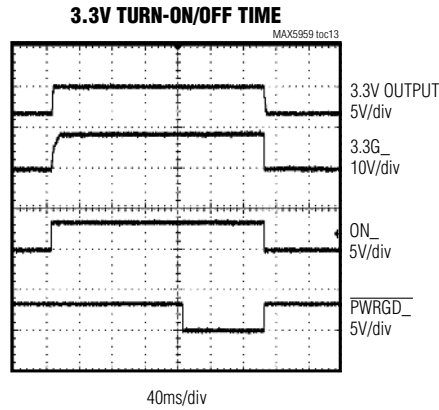 3.3V TURN-ON/OFF TIME
MAX5959 toc13
3.3V OUTPUT
5V/div
3.3G_
10V/div
ON_
5V/div
PWRGD_
5V/div
40ms/div